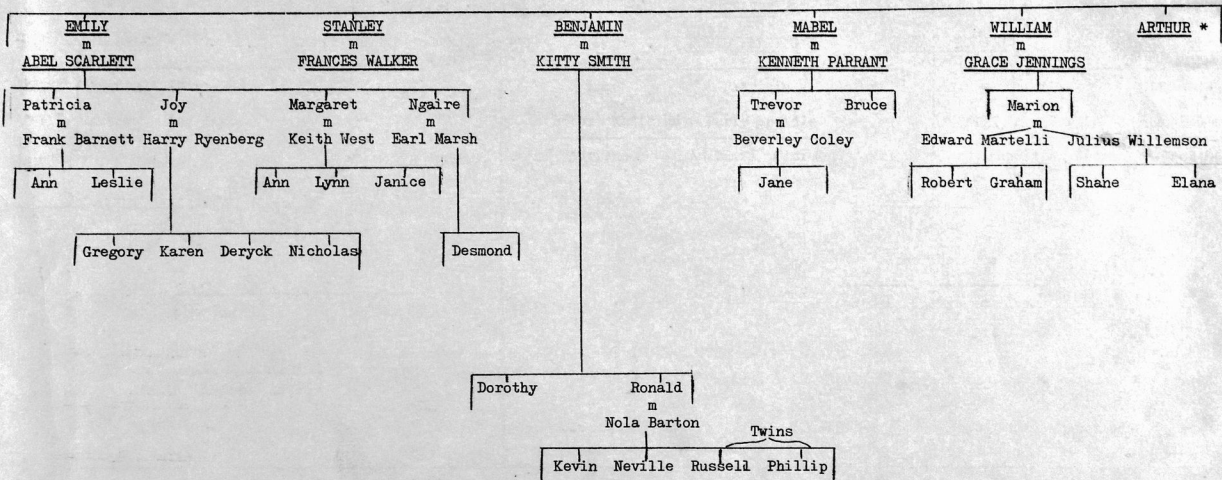 EMILY STANLEY BENJAMIN MABEL WILLIAM ARTHUR *
m m m m m
ABEL SCARLETT FRANCES WALKER KITTY SMITH KENNETH PARRANT GRACE JENNINGS
Patricia Joy Margaret Ngaire Trevor Bruce Marion
m m m m m m
Frank Barnett Harry Ryenberg Keith West Earl Marsh Beverley Coley Edward Martelli Julius Willemson
Ann Leslie Ann Lynn Janice Jane Robert Graham Shane Elana
Gregory Karen Deryck Nicholas Desmond
Dorothy Ronald
m
Nola Barton
Twins
Kevin Neville Russell Phillip